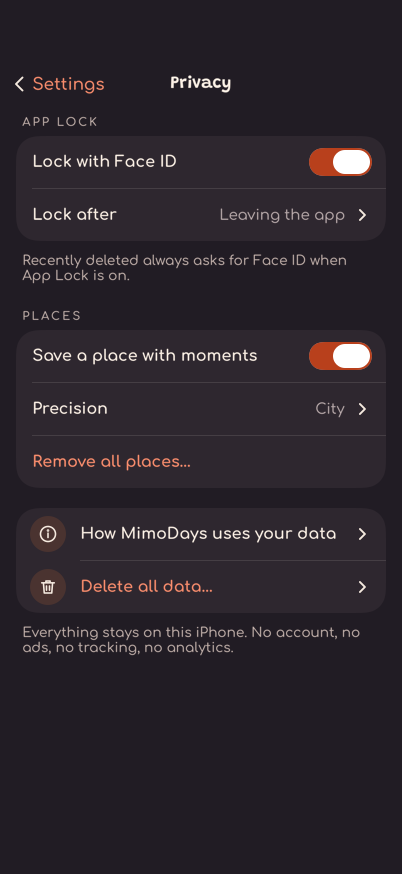 Settings
Privacy
APP LOCK
Lock with Face ID
Lock after
Leaving the app
Recently deleted always asks for Face ID when
App Lock is on.
PLACES
Save a place with moments
Precision
City
Remove all places...
How MimoDays uses your data
Delete all data...
Everything stays on this iPhone. No account, no
ads, no tracking, no analytics.